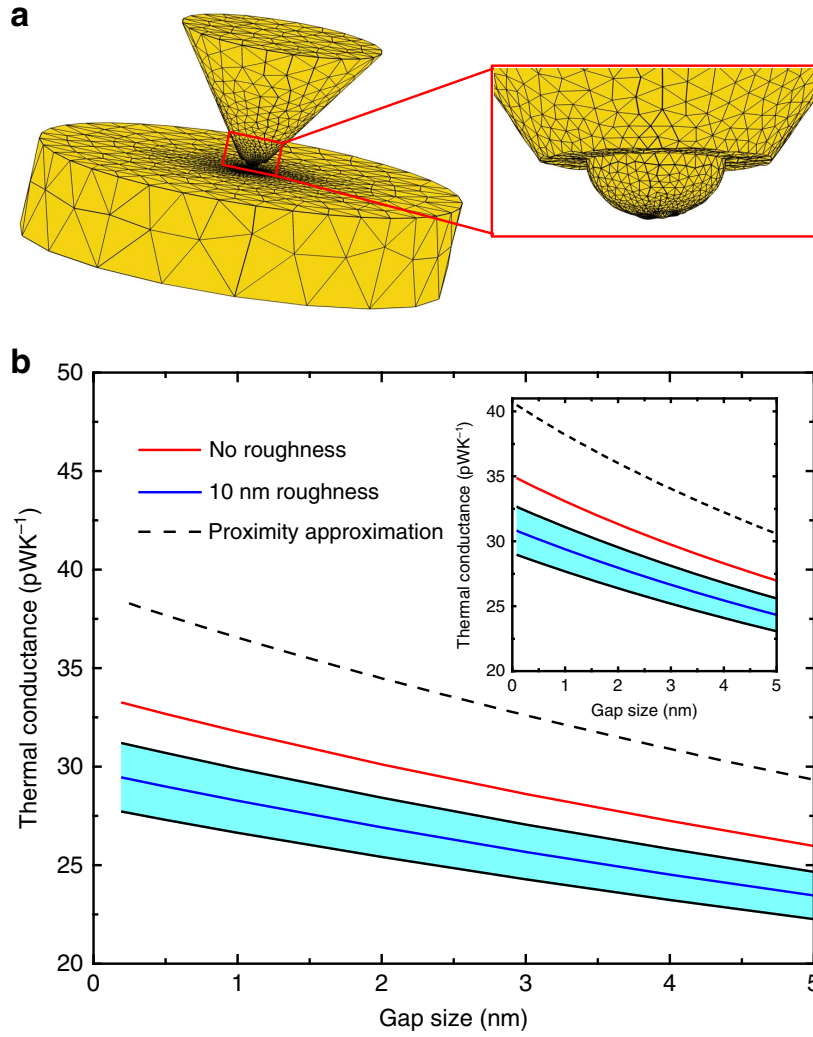 a
b
50
45
40
35
30
25
20
0
1
2
3
4
5
Thermal conductance (pWK⁻¹)
Gap size (nm)
No roughness
10 nm roughness
Proximity approximation
40
35
30
25
20
0
1
2
3
4
5
Thermal conductance (pWK⁻¹)
Gap size (nm)